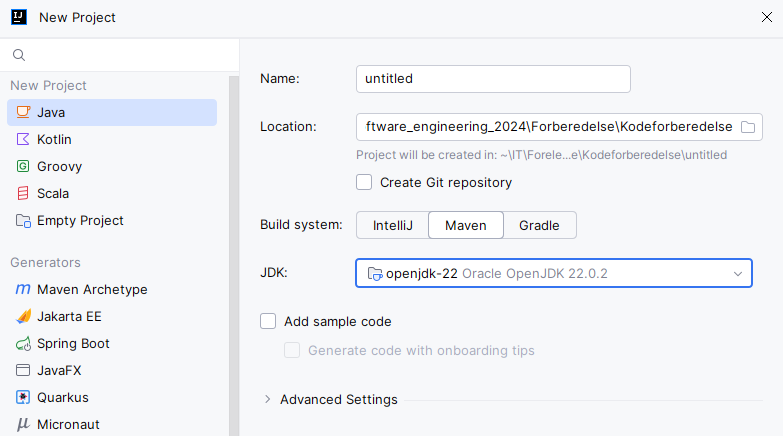 New Project
New Project
Java
Kotlin
Groovy
Scala
Empty Project
Generators
Maven Archetype
Jakarta EE
Spring Boot
JavaFX
Quarkus
Micronaut
Name: untitled
Location: ftware_engineering_2024\Forberedelse\Kodeforberedelse
Project will be created in: ~\IT\Forele...e\Kodeforberedelse\untitled
Create Git repository
Build system: IntelliJ Maven Gradle
JDK: openjdk-22 Oracle OpenJDK 22.0.2
Add sample code
Generate code with onboarding tips
Advanced Settings